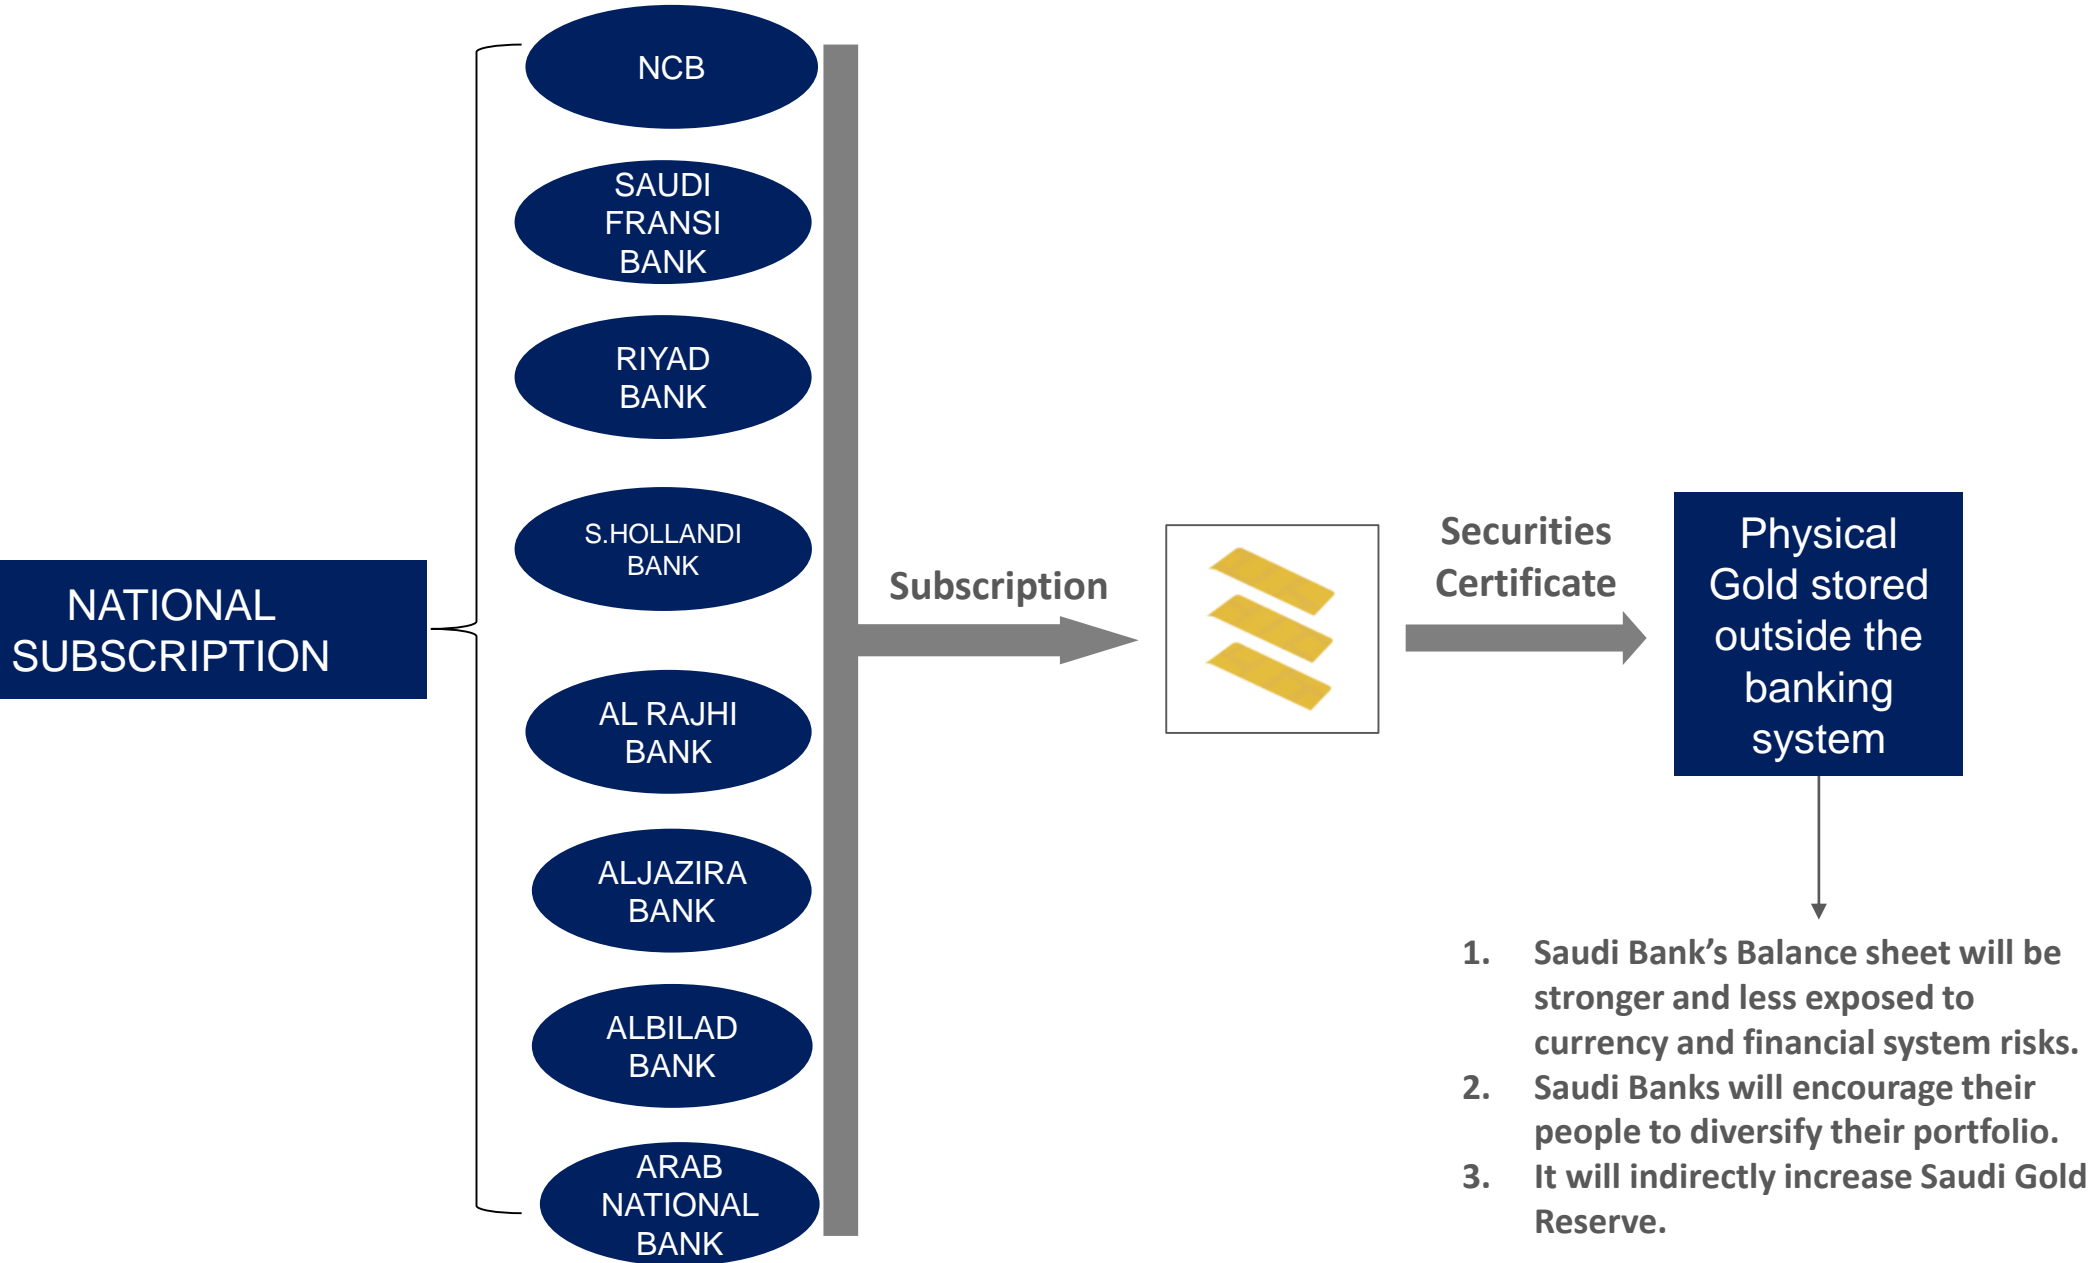 NATIONAL
SUBSCRIPTION
NCB
SAUDI
FRANSI
BANK
RIYAD
BANK
S.HOLLANDI
BANK
AL RAJHI
BANK
ALJAZIRA
BANK
ALBILAD
BANK
ARAB
NATIONAL
BANK
Subscription
Securities
Certificate
Physical
Gold stored
outside the
banking
system
1. Saudi Bank’s Balance sheet will be
stronger and less exposed to
currency and financial system risks.
2. Saudi Banks will encourage their
people to diversify their portfolio.
3. It will indirectly increase Saudi Gold
Reserve.